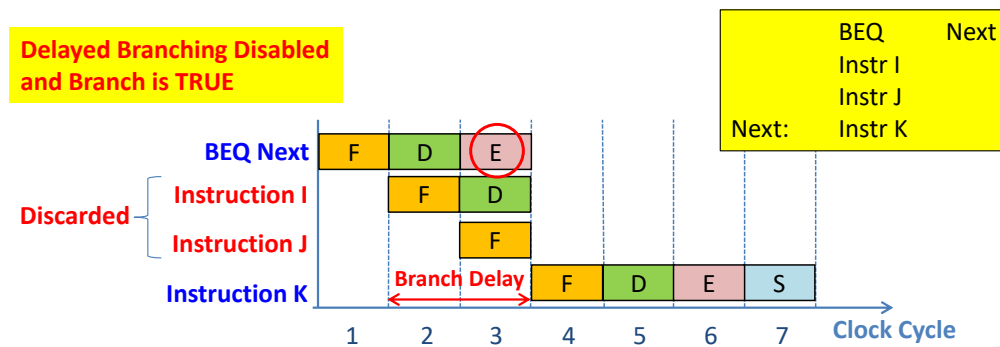 Delayed Branching Disabled
and Branch is TRUE
BEQ Next
Instr I
Instr J
Next: Instr K
BEQ Next F D E
Instruction I F D
Discarded
Instruction J F
Instruction K Branch Delay F D E S
1 2 3 4 5 6 7 Clock Cycle